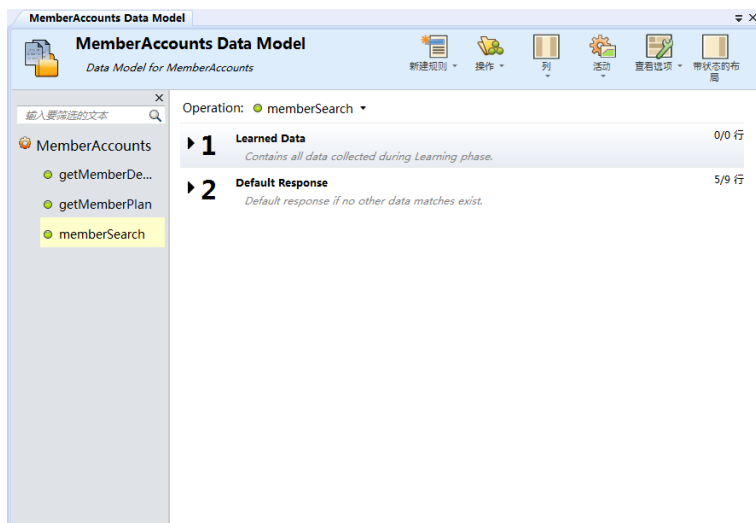 MemberAccounts Data Model
MemberAccounts Data Model
Data Model for MemberAccounts
新建规则
操作
列
活动
查看选项
带状态的布
局
输入要筛选的文本
MemberAccounts
getMemberDe...
getMemberPlan
memberSearch
Operation: memberSearch
1 Learned Data 0/0 行
Contains all data collected during Learning phase.
2 Default Response 5/9 行
Default response if no other data matches exist.